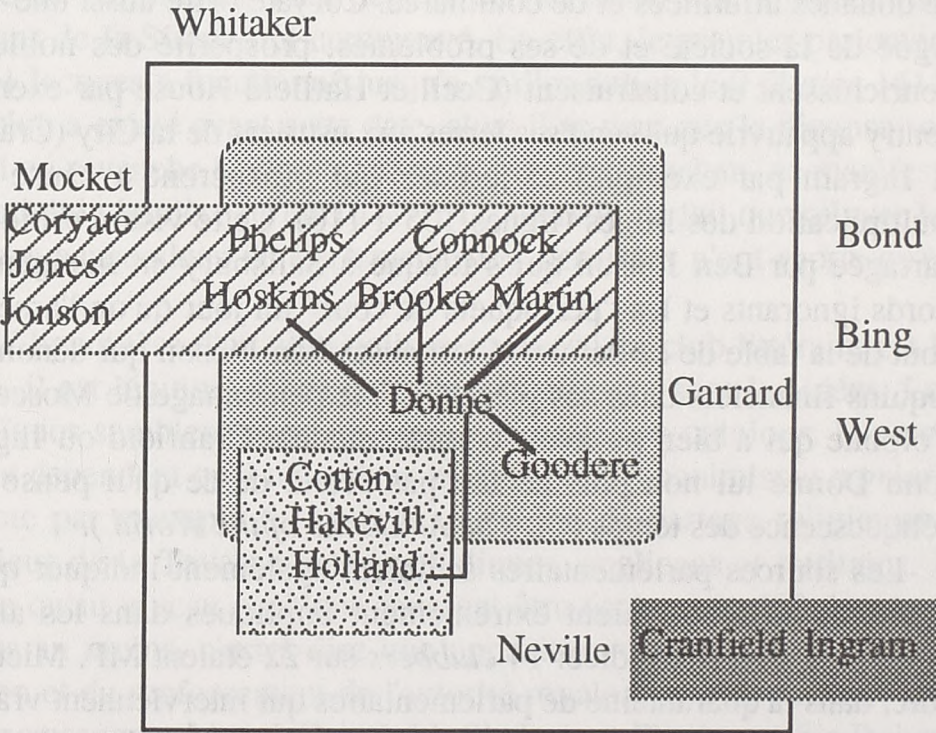 Whitaker
Mocket
Coryate
Phelips
Connock
Bond
Jones
Jonson
Hoskins
Brooke
Martin
Bing
Donne
Garrard
West
Goodere
Cotton
Hakevill
Holland
Neville
Cranfield
Ingram